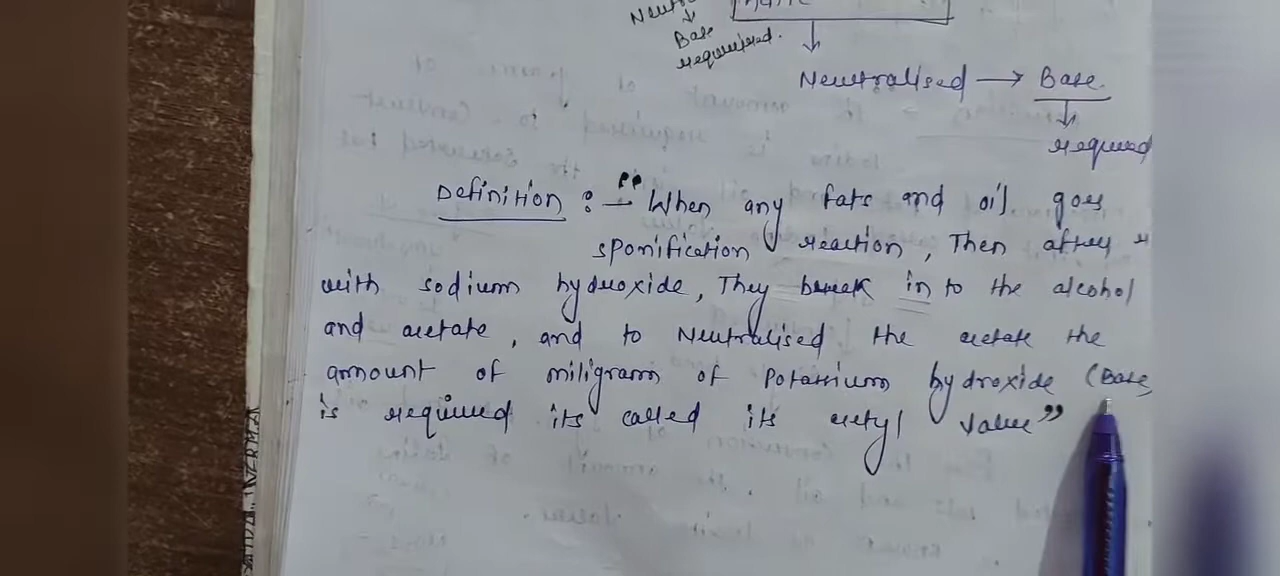 Base
required.
Neutralised → Base
required
Definition :- "When any fats and oil goes
sponification reaction, Then after
with sodium hydroxide, They break in to the alcohol
and acetate, and to Neutralised the acetate the
amount of miligram of Potassium hydroxide (Base
is required its called its acetyl value"